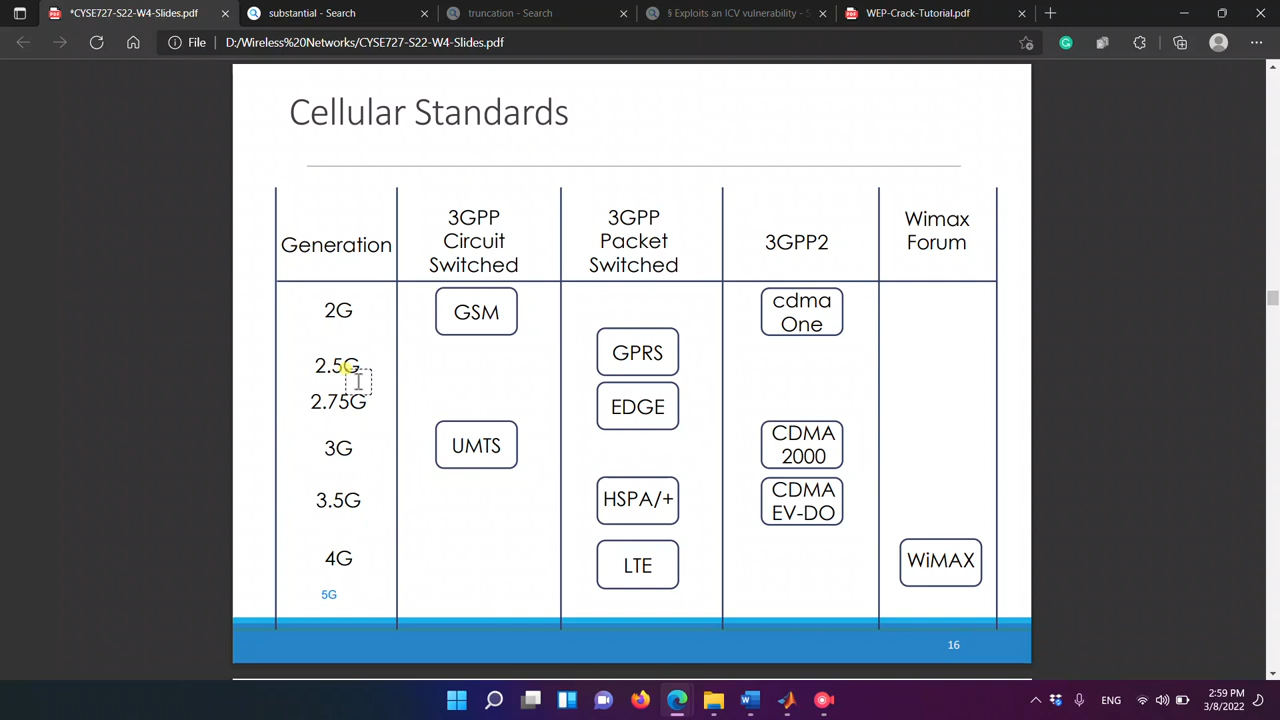 *CYSE727-S22-W4-Slides.pdf
substantial - Search
truncation - Search
§ Exploits an ICV vulnerability - S
WEP-Crack-Tutorial.pdf
File
D:/Wireless%20Networks/CYSE727-S22-W4-Slides.pdf
Cellular Standards
Generation
3GPP
Circuit
Switched
3GPP
Packet
Switched
3GPP2
Wimax
Forum
2G
GSM
cdma
One
2.5G
GPRS
2.75G
EDGE
3G
UMTS
CDMA
2000
3.5G
HSPA/+
CDMA
EV-DO
4G
LTE
WiMAX
5G
16
ENG
2:59 PM
3/8/2022